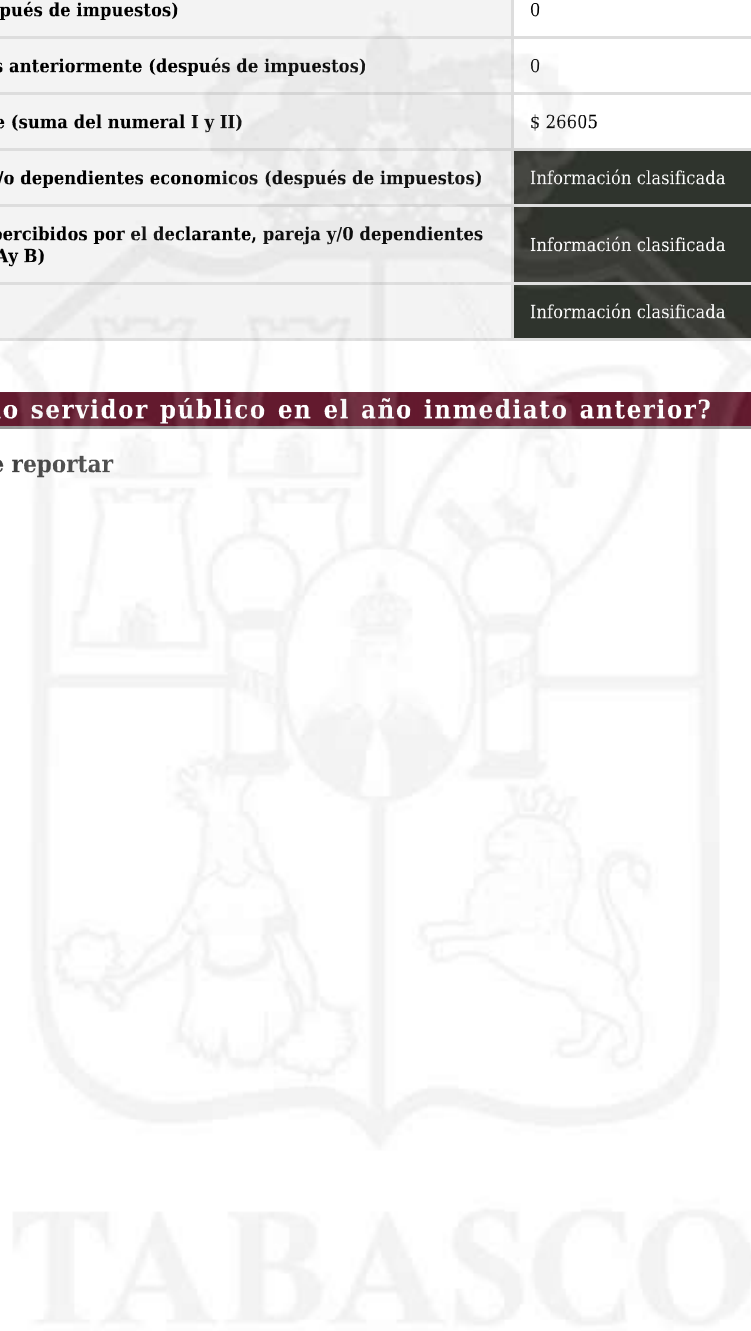 pués de impuestos) 0
s anteriormente (después de impuestos) 0
e (suma del numeral I y II) $ 26605
/o dependientes economicos (después de impuestos) Información clasificada
percibidos por el declarante, pareja y/0 dependientes Información clasificada
Ay B)
Información clasificada
o servidor público en el año inmediato anterior?
e reportar
TABASCO